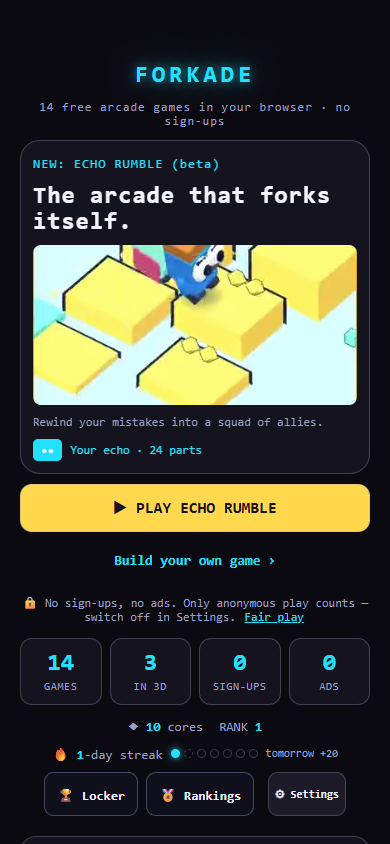 FORKADE
14 free arcade games in your browser · no
sign-ups
NEW: ECHO RUMBLE (beta)
The arcade that forks
itself.
Rewind your mistakes into a squad of allies.
Your echo · 24 parts
▶ PLAY ECHO RUMBLE
Build your own game ›
🔒 No sign-ups, no ads. Only anonymous play counts —
switch off in Settings. Fair play
14 3 0 0
GAMES IN 3D SIGN-UPS ADS
◆ 10 cores RANK 1
🔥 1-day streak tomorrow +20
🏆 Locker 🏅 Rankings ⚙ Settings